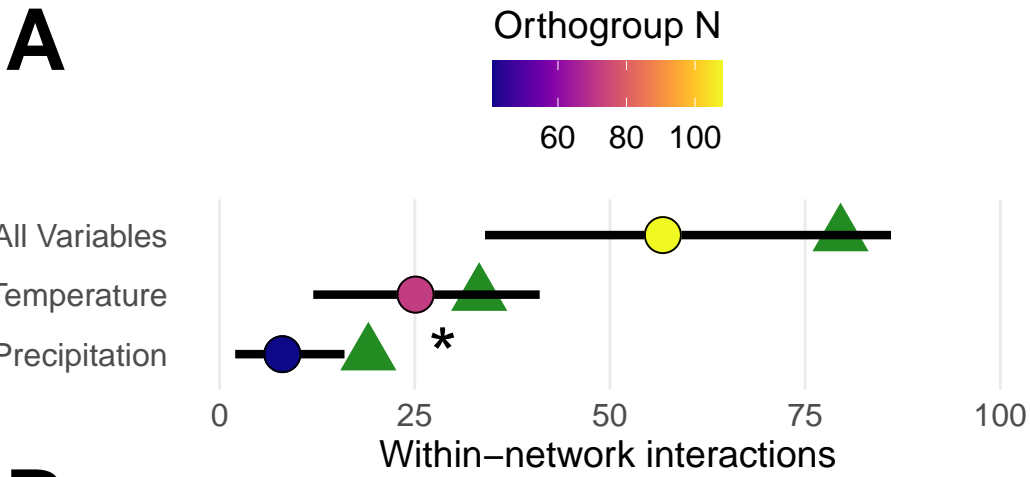 A
Orthogroup N
60 80 100
All Variables
Temperature
*
Precipitation
0 25 50 75 100
Within−network interactions